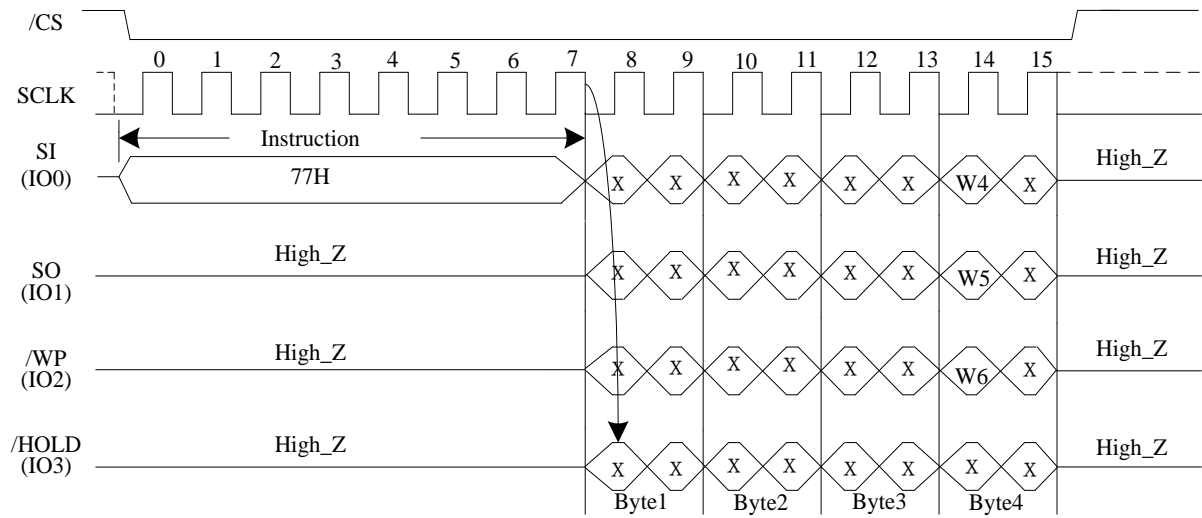 /CS
0 1 2 3 4 5 6 7 8 9 10 11 12 13 14 15
SCLK
Instruction
SI
(IO0)
77H
X X X X X X W4 X
High_Z
SO
(IO1)
High_Z
X X X X X X W5 X
High_Z
/WP
(IO2)
High_Z
X X X X X X W6 X
High_Z
/HOLD
(IO3)
High_Z
X X X X X X X X
High_Z
Byte1 Byte2 Byte3 Byte4